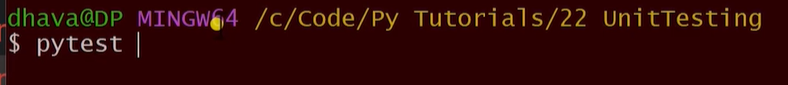 dhava@DP MINGW64 /c/Code/Py Tutorials/22 UnitTesting
$ pytest